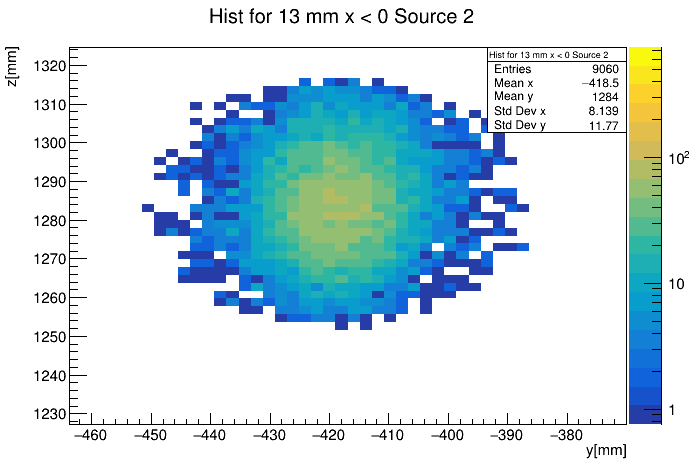 Hist for 13 mm x < 0 Source 2
z[mm]
Hist for 13 mm x < 0 Source 2
Entries 9060
Mean x −418.5
Mean y 1284
Std Dev x 8.139
Std Dev y 11.77
1320
1310
1300
1290
1280
1270
1260
1250
1240
1230
10²
10
1
−460 −450 −440 −430 −420 −410 −400 −390 −380
y[mm]